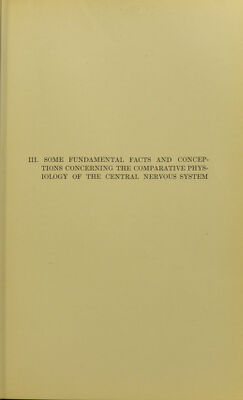 III. SOME FUNDAMENTAL FACTS AND CONCEP-
TIONS CONCERNING THE COMPARATIVE PHYS-
IOLOGY OF THE CENTRAL NERVOUS SYSTEM